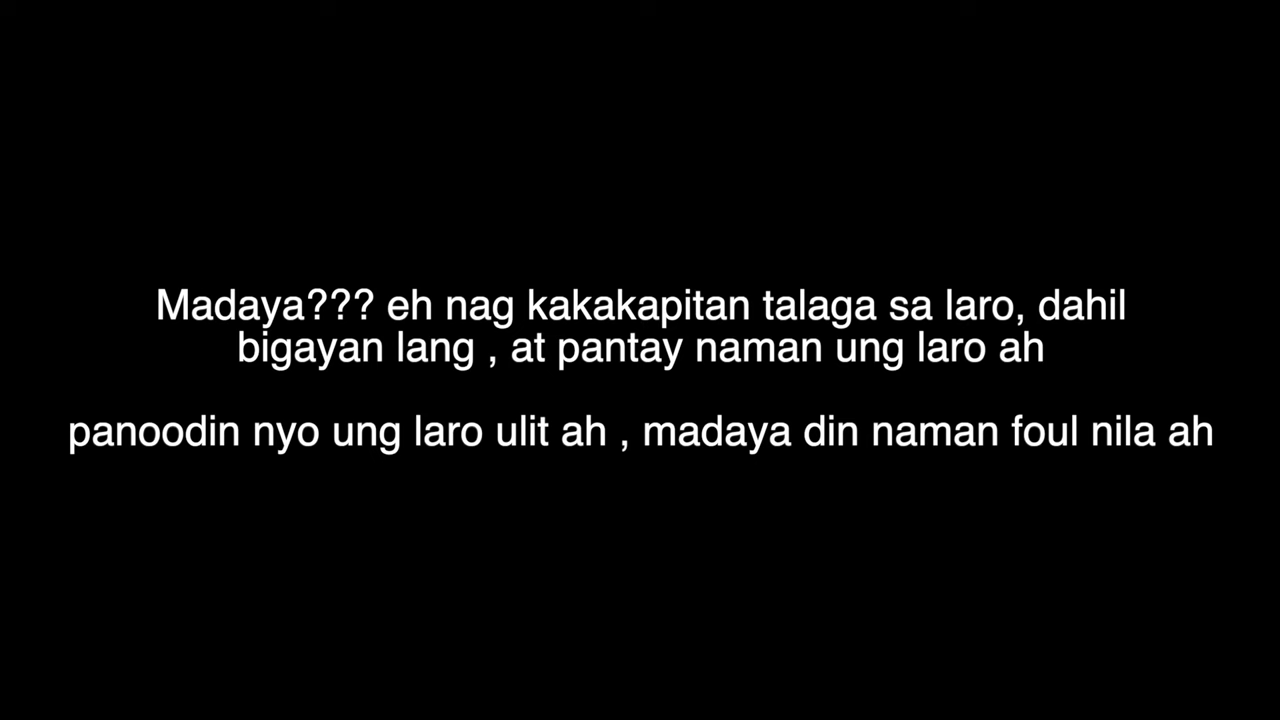 Madaya??? eh nag kakakapitan talaga sa laro, dahil
bigayan lang , at pantay naman ung laro ah
panoodin nyo ung laro ulit ah , madaya din naman foul nila ah